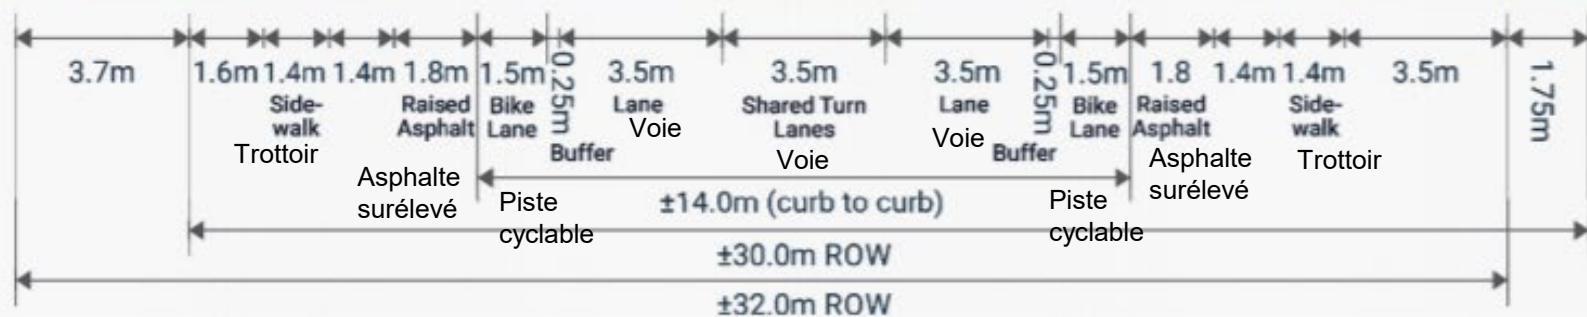 3.7m 1.6m 1.4m 1.4m 1.8m 1.5m 0.25m 3.5m 3.5m 3.5m 0.25m 1.5m 1.8 1.4m 1.4m 3.5m 1.75m
Side-
walk
Trottoir
Raised
Asphalt
Asphalte
surélevé
Bike
Lane
Piste
cyclable
Buffer
Lane
Voie
Shared Turn
Lanes
Voie
Lane
Voie
Buffer
Bike
Lane
Piste
cyclable
Raised
Asphalt
Asphalte
surélevé
Side-
walk
Trottoir
±14.0m (curb to curb)
±30.0m ROW
±32.0m ROW